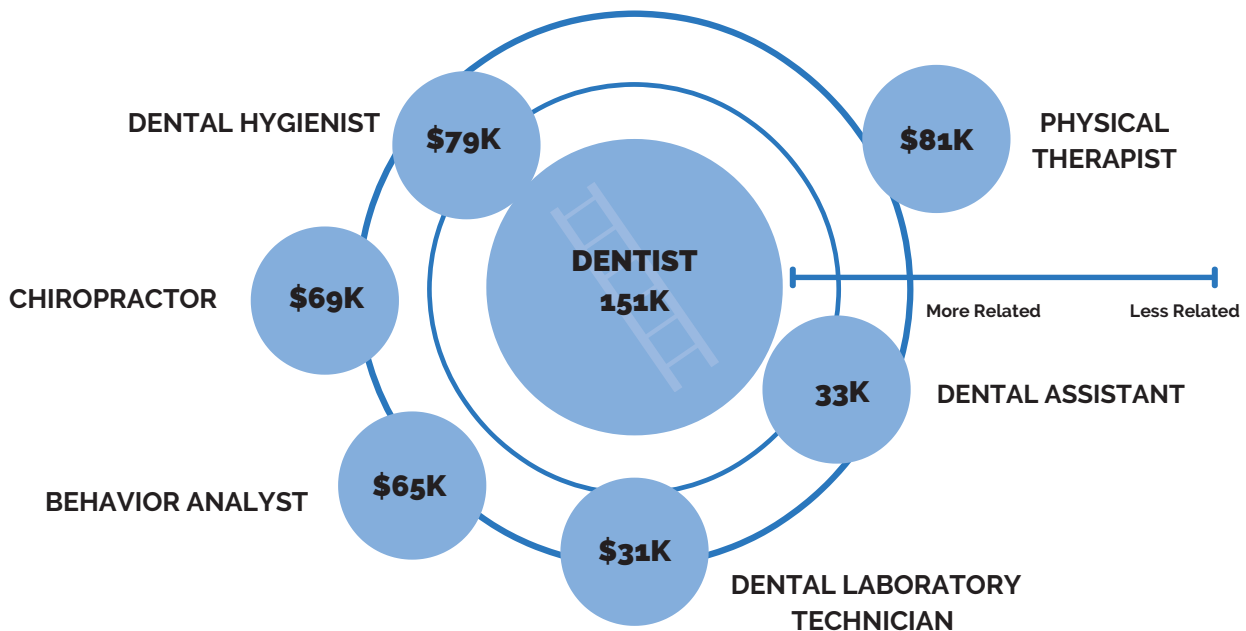 DENTAL HYGIENIST
$79K
$81K
PHYSICAL
THERAPIST
DENTIST
151K
CHIROPRACTOR
$69K
More Related
Less Related
33K
DENTAL ASSISTANT
BEHAVIOR ANALYST
$65K
$31K
DENTAL LABORATORY
TECHNICIAN